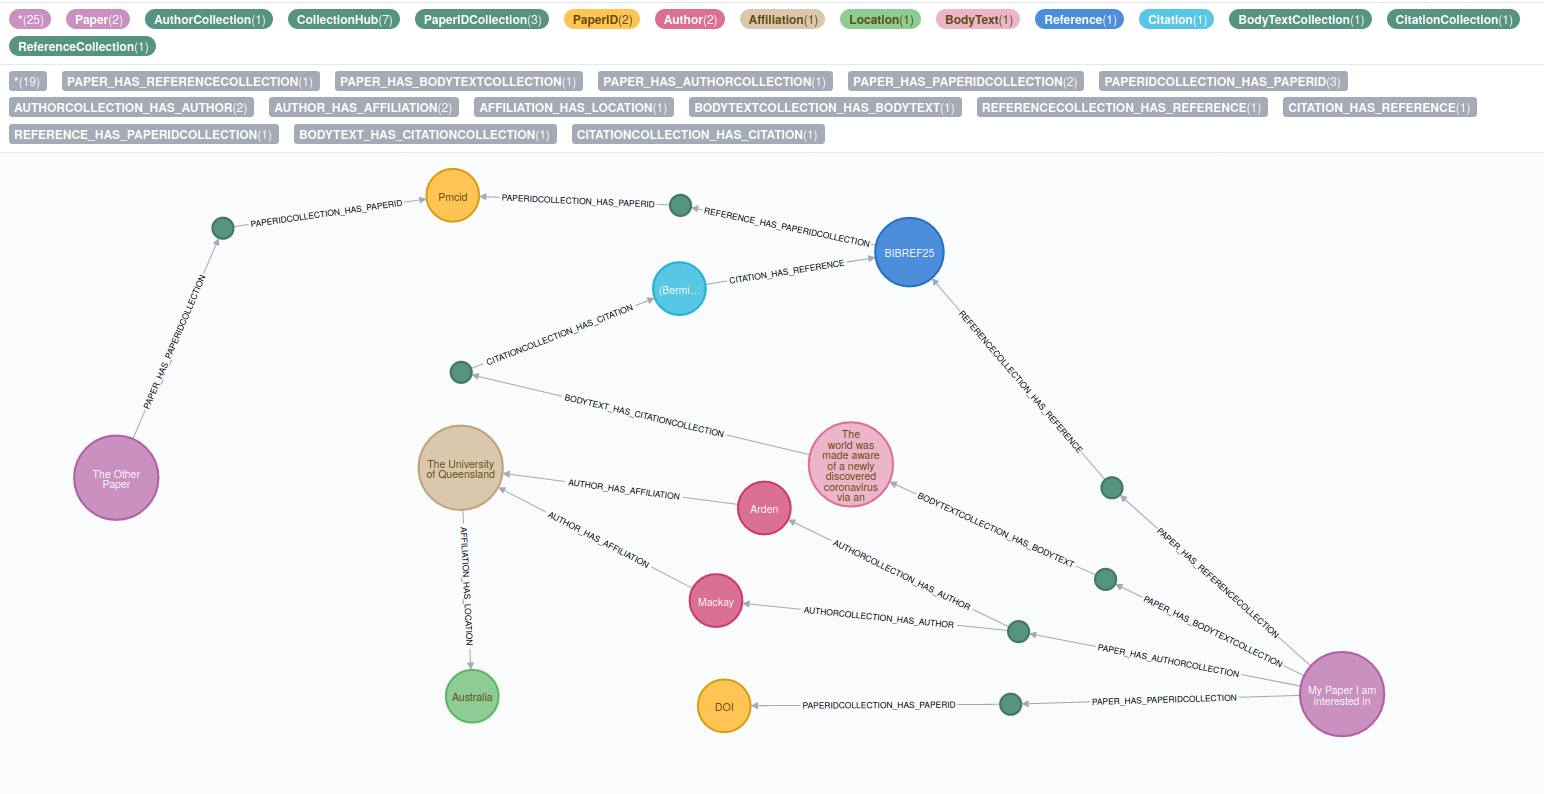 *(25) Paper(2) AuthorCollection(1) CollectionHub(7) PaperIDCollection(3) PaperID(2) Author(2) Affiliation(1) Location(1) BodyText(1) Reference(1) Citation(1) BodyTextCollection(1) CitationCollection(1)
ReferenceCollection(1)
*(19) PAPER_HAS_REFERENCECOLLECTION(1) PAPER_HAS_BODYTEXTCOLLECTION(1) PAPER_HAS_AUTHORCOLLECTION(1) PAPER_HAS_PAPERIDCOLLECTION(2) PAPERIDCOLLECTION_HAS_PAPERID(3)
AUTHORCOLLECTION_HAS_AUTHOR(2) AUTHOR_HAS_AFFILIATION(2) AFFILIATION_HAS_LOCATION(1) BODYTEXTCOLLECTION_HAS_BODYTEXT(1) REFERENCECOLLECTION_HAS_REFERENCE(1) CITATION_HAS_REFERENCE(1)
REFERENCE_HAS_PAPERIDCOLLECTION(1) BODYTEXT_HAS_CITATIONCOLLECTION(1) CITATIONCOLLECTION_HAS_CITATION(1)
Pmcid
PAPERIDCOLLECTION_HAS_PAPERID
PAPERIDCOLLECTION_HAS_PAPERID
REFERENCE_HAS_PAPERIDCOLLECTION
BIBREF25
CITATION_HAS_REFERENCE
(Bermi...
CITATIONCOLLECTION_HAS_CITATION
PAPER_HAS_PAPERIDCOLLECTION
REFERENCECOLLECTION_HAS_REFERENCE
BODYTEXT_HAS_CITATIONCOLLECTION
The
world was
made aware
of a newly
discovered
coronavirus
via an
The Other
Paper
The University
of Queensland
AUTHOR_HAS_AFFILIATION
Arden
AUTHOR_HAS_AFFILIATION
BODYTEXTCOLLECTION_HAS_BODYTEXT
PAPER_HAS_REFERENCECOLLECTION
AFFILIATION_HAS_LOCATION
AUTHORCOLLECTION_HAS_AUTHOR
Mackay
AUTHORCOLLECTION_HAS_AUTHOR
PAPER_HAS_BODYTEXTCOLLECTION
PAPER_HAS_AUTHORCOLLECTION
Australia
DOI
PAPERIDCOLLECTION_HAS_PAPERID
PAPER_HAS_PAPERIDCOLLECTION
My Paper I am
interested in